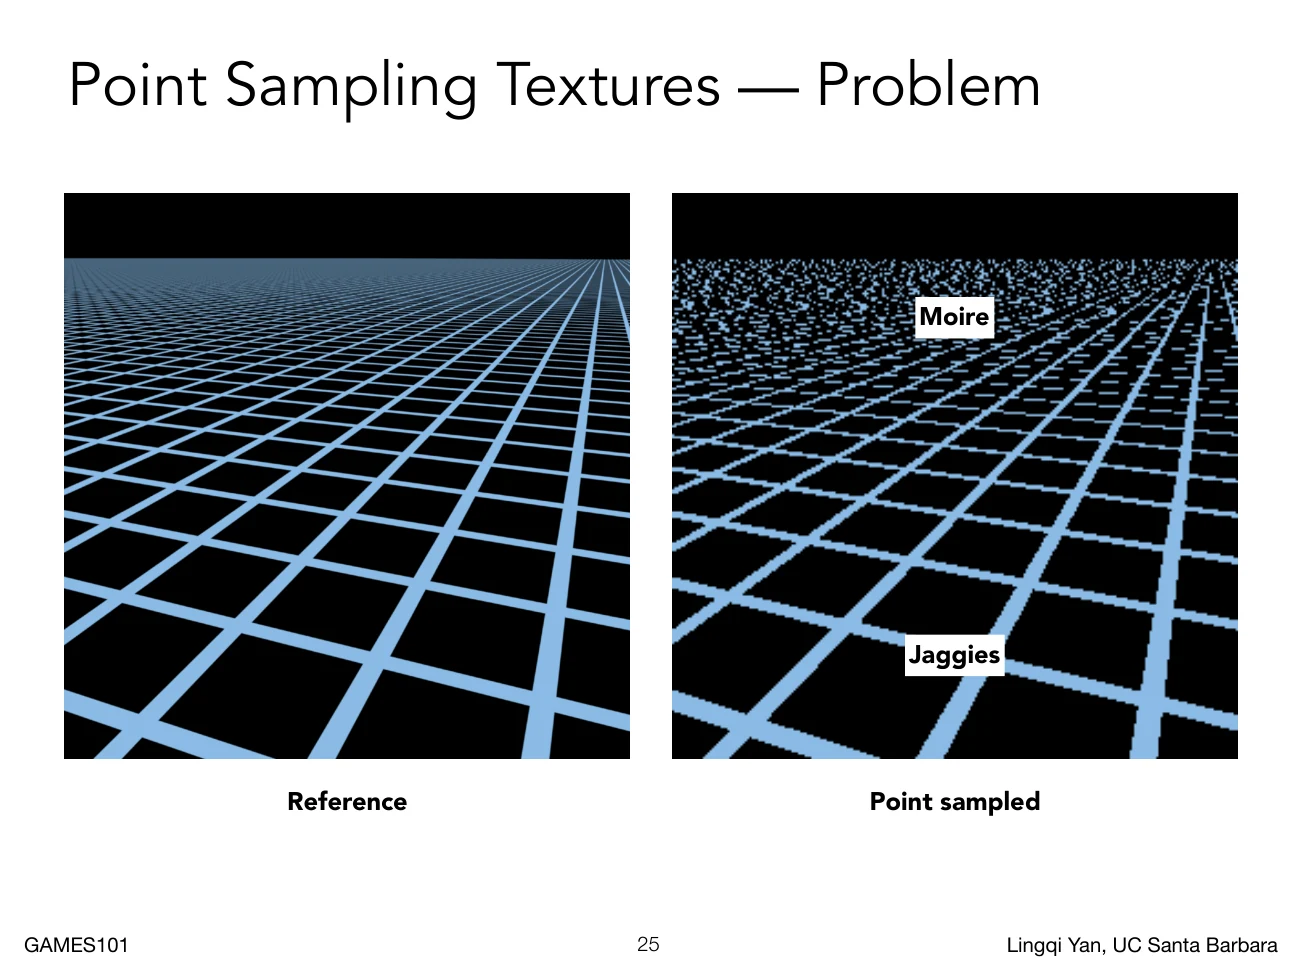 Point Sampling Textures — Problem
Moire
Jaggies
Reference
Point sampled
GAMES101
25
Lingqi Yan, UC Santa Barbara